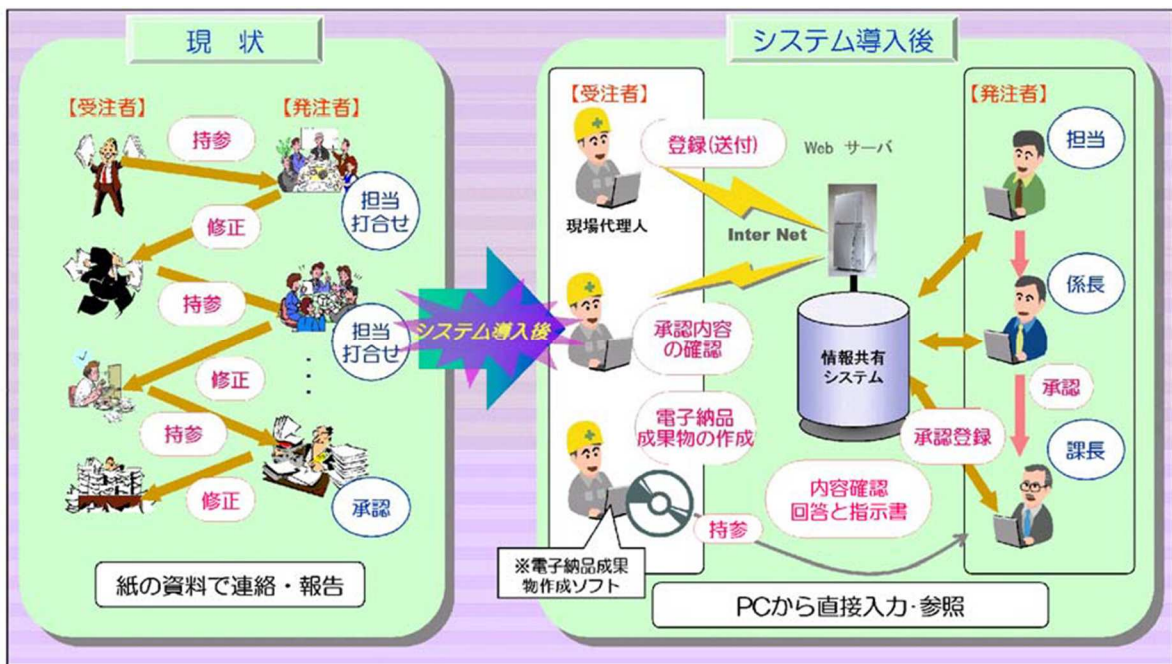 現 状
【受注者】
【発注者】
持参
担当
打合せ
修正
持参
担当
打合せ
修正
持参
修正
承認
紙の資料で連絡・報告
システム導入後
システム導入後
【受注者】
【発注者】
登録(送付)
Web サーバ
担当
現場代理人
Inter Net
係長
承認内容
の確認
情報共有
システム
承認
電子納品
成果物の作成
承認登録
課長
内容確認
回答と指示書
持参
※電子納品成果
物作成ソフト
PCから直接入力・参照